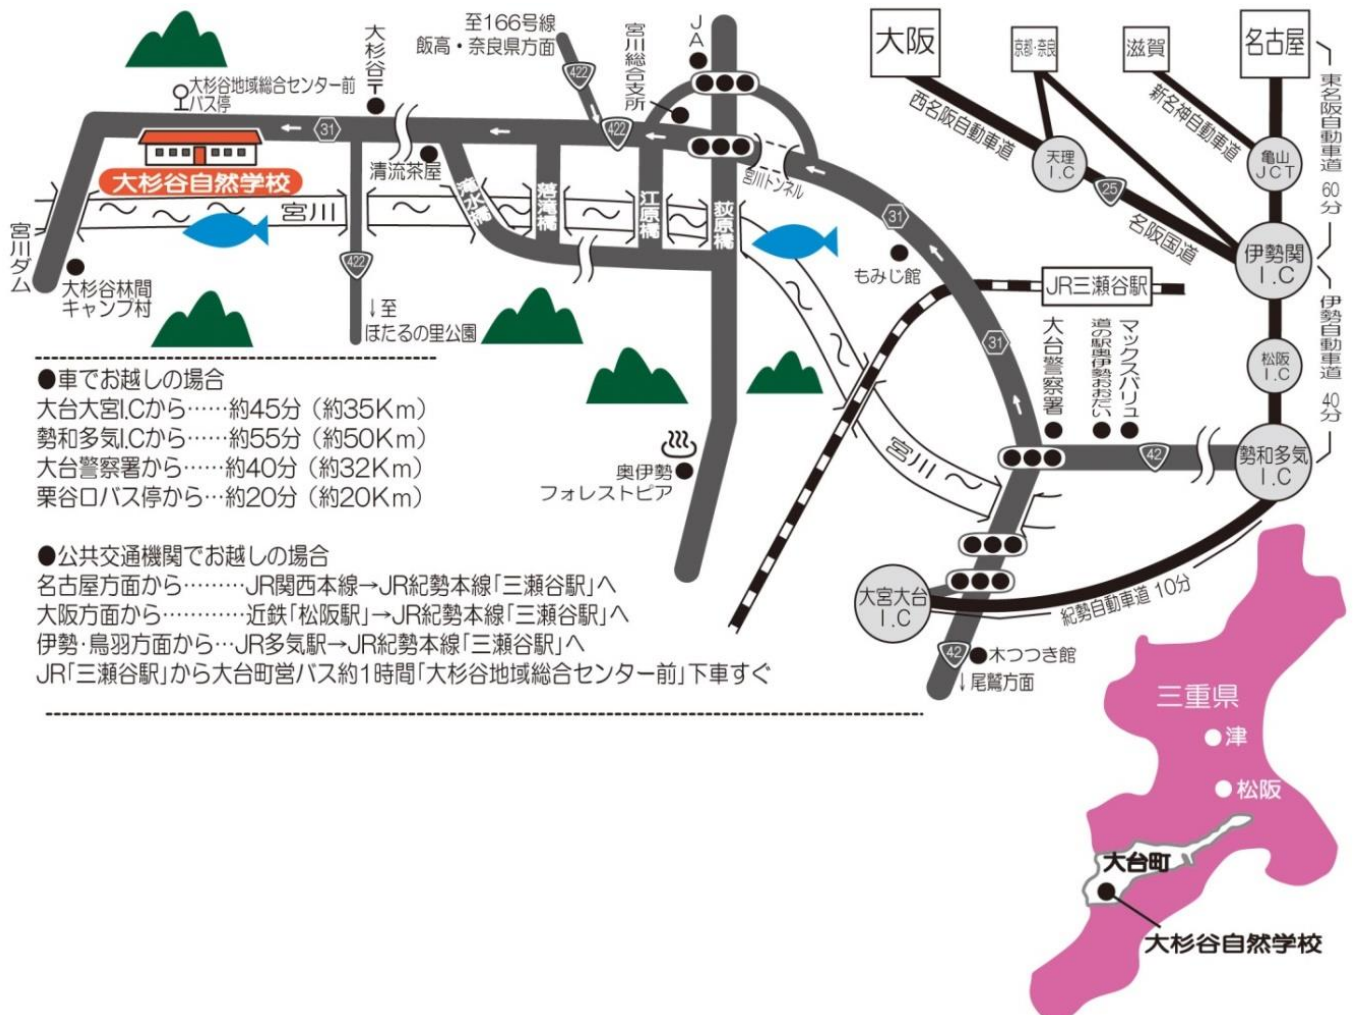 大阪
京都・奈良
滋賀
名古屋
西名阪自動車道
新名神自動車道
東名阪自動車道 60分
天理
I.C
亀山
JCT
25
名阪国道
伊勢関
I.C
伊勢自動車道 40分
松阪
I.C
勢和多気
I.C
至166号線
飯高・奈良県方面
422
宮川総合支所
JA
大杉谷〒
大杉谷地域総合センター前
バス停
31
422
清流茶屋
宮川トンネル
大杉谷自然学校
宮川
滝水橋
落滝橋
江原橋
荻原橋
31
もみじ館
JR三瀬谷駅
宮川ダム
大杉谷林間
キャンプ村
422
↓至
ほたるの里公園
31
大台警察署
道の駅奥伊勢おおだい
マックスバリュ
42
宮川
奥伊勢
フォレストピア
大宮大台
I.C
紀勢自動車道 10分
42
木つつき館
↓尾鷲方面
●車でお越しの場合
大台大宮I.Cから……約45分（約35Km）
勢和多気I.Cから……約55分（約50Km）
大台警察署から……約40分（約32Km）
栗谷口バス停から…約20分（約20Km）
●公共交通機関でお越しの場合
名古屋方面から………JR関西本線→JR紀勢本線「三瀬谷駅」へ
大阪方面から…………近鉄「松阪駅」→JR紀勢本線「三瀬谷駅」へ
伊勢・鳥羽方面から…JR多気駅→JR紀勢本線「三瀬谷駅」へ
JR「三瀬谷駅」から大台町営バス約1時間「大杉谷地域総合センター前」下車すぐ
三重県
津
松阪
大台町
大杉谷自然学校